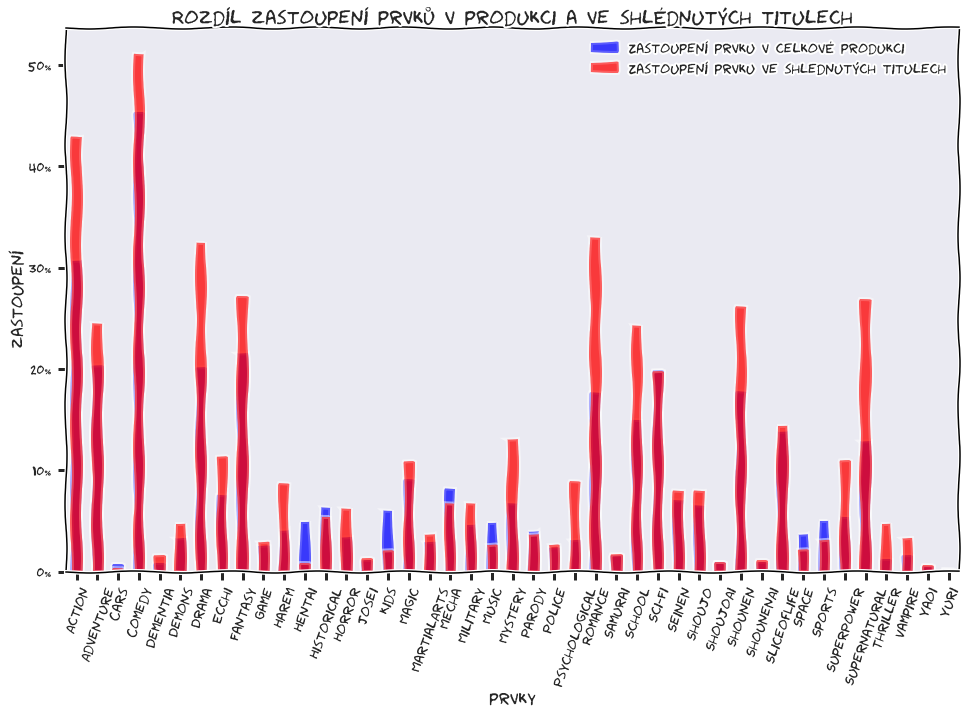 ROZDÍL ZASTOUPENÍ PRVKŮ V PRODUKCI A VE SHLÉDNUTÝCH TITULECH
ZASTOUPENÍ PRVKU V CELKOVÉ PRODUKCI
ZASTOUPENÍ PRVKU VE SHLEDNUTÝCH TITULECH
50%
40%
30%
20%
10%
0%
ZASTOUPENÍ
ACTION
ADVENTURE
CARS
COMEDY
DEMENTIA
DEMONS
DRAMA
ECCHI
FANTASY
GAME
HAREM
HENTAI
HISTORICAL
HORROR
JOSEI
KIDS
MAGIC
MARTIALARTS
MECHA
MILITARY
MUSIC
MYSTERY
PARODY
POLICE
PSYCHOLOGICAL
ROMANCE
SAMURAI
SCHOOL
SCI-FI
SEINEN
SHOUJO
SHOUJOAI
SHOUNEN
SHOUNENAI
SLICEOFLIFE
SPACE
SPORTS
SUPERPOWER
SUPERNATURAL
THRILLER
VAMPIRE
YAOI
YURI
PRVKY